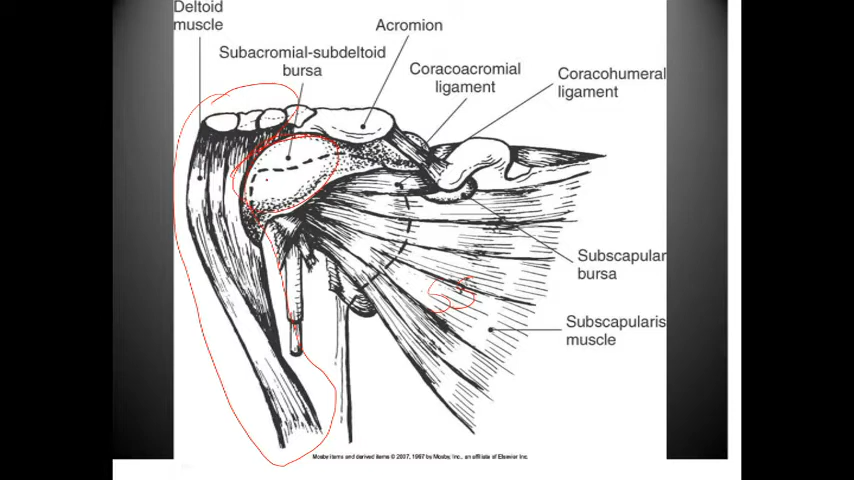 Deltoid
muscle
Acromion
Subacromial-subdeltoid
bursa
Coracoacromial
ligament
Coracohumeral
ligament
Subscapular
bursa
Subscapularis
muscle
Mosby items and derived items © 2007, 1997 by Mosby, Inc., an affiliate of Elsevier Inc.